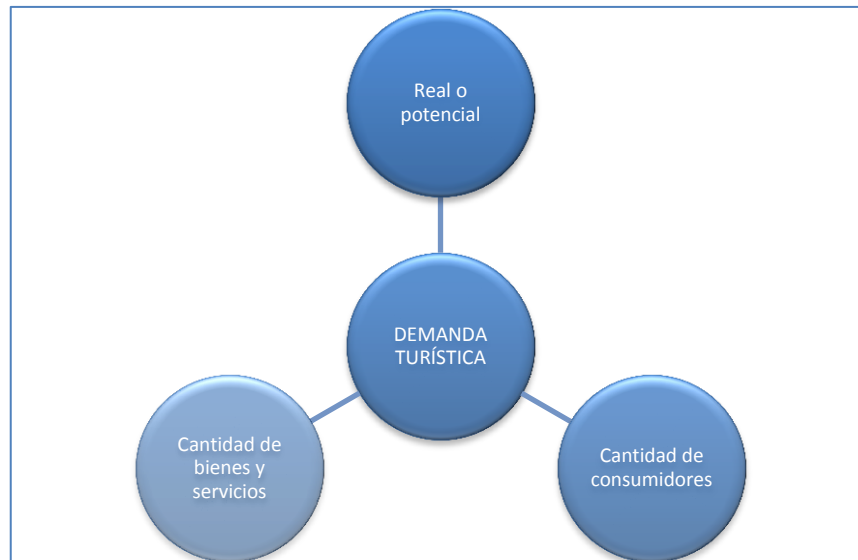 Real o
potencial
DEMANDA
TURÍSTICA
Cantidad de
bienes y
servicios
Cantidad de
consumidores